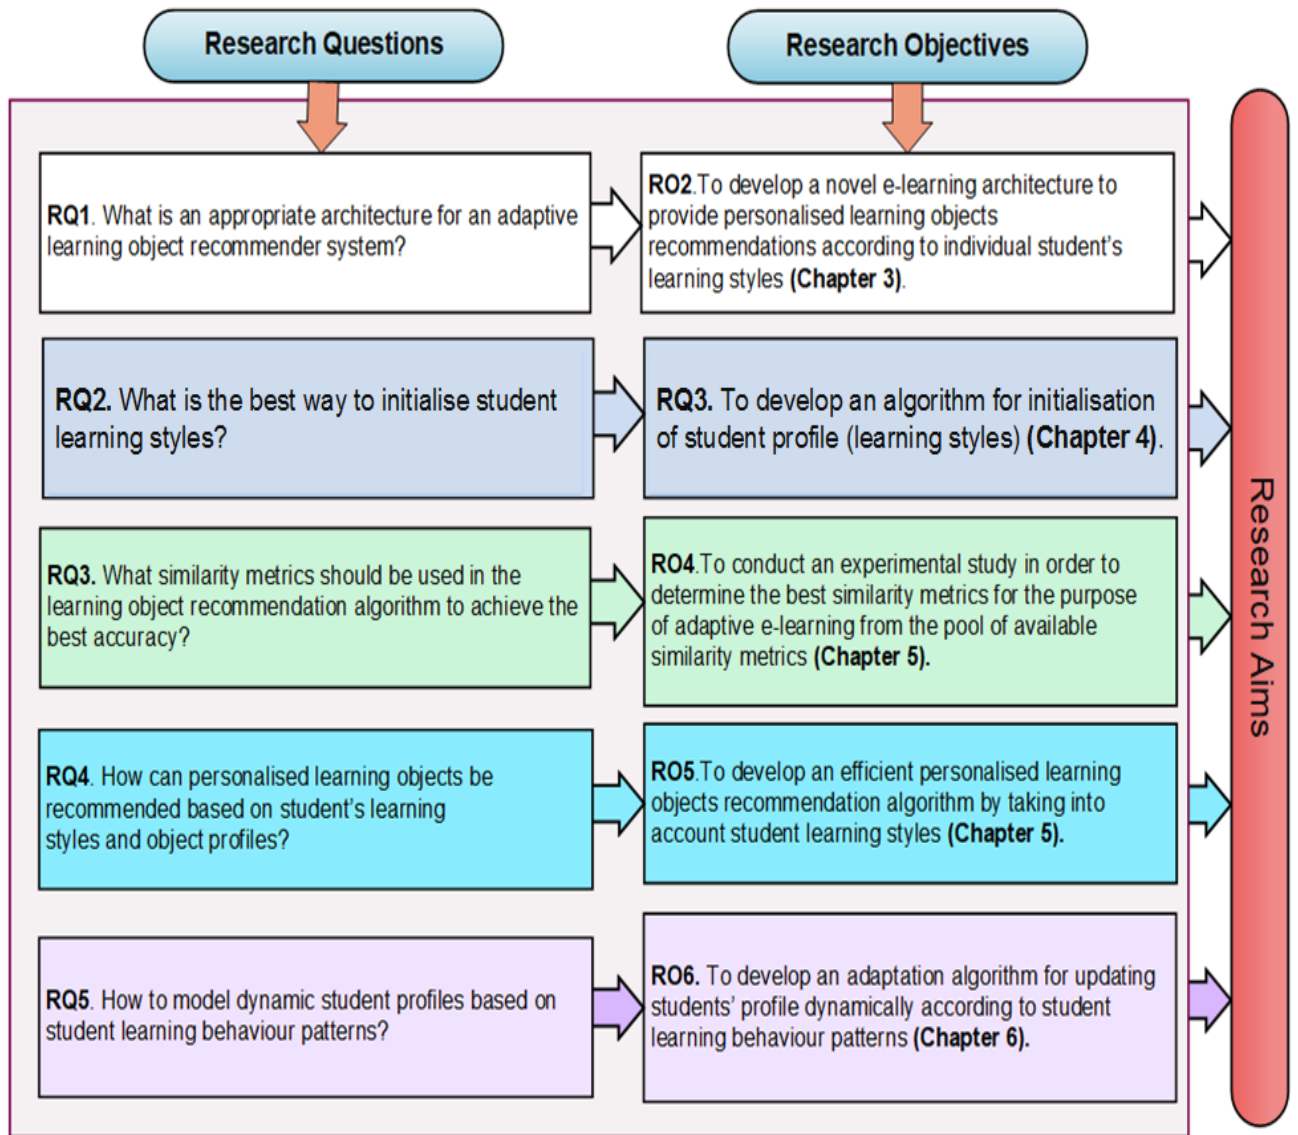 Research Questions
Research Objectives
RQ1. What is an appropriate architecture for an adaptive
learning object recommender system?
RO2.To develop a novel e-learning architecture to
provide personalised learning objects
recommendations according to individual student's
learning styles (Chapter 3).
RQ2. What is the best way to initialise student
learning styles?
RQ3. To develop an algorithm for initialisation
of student profile (learning styles) (Chapter 4).
RQ3. What similarity metrics should be used in the
learning object recommendation algorithm to achieve the
best accuracy?
RO4.To conduct an experimental study in order to
determine the best similarity metrics for the purpose
of adaptive e-learning from the pool of available
similarity metrics (Chapter 5).
RQ4. How can personalised learning objects be
recommended based on student's learning
styles and object profiles?
RO5.To develop an efficient personalised learning
objects recommendation algorithm by taking into
account student learning styles (Chapter 5).
RQ5. How to model dynamic student profiles based on
student learning behaviour patterns?
RO6. To develop an adaptation algorithm for updating
students' profile dynamically according to student
learning behaviour patterns (Chapter 6).
Research Aims